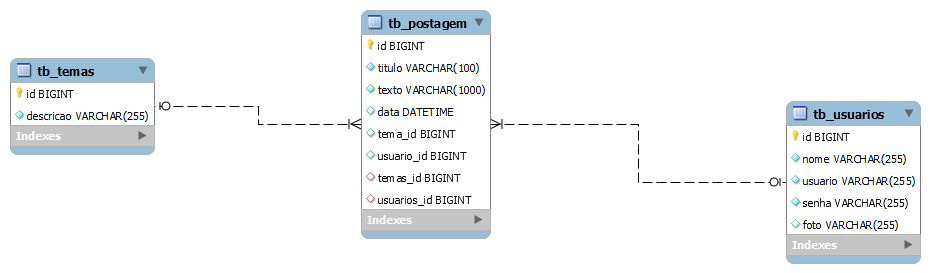 tb_temas
id BIGINT
descricao VARCHAR(255)
Indexes
tb_postagem
id BIGINT
titulo VARCHAR(100)
texto VARCHAR(1000)
data DATETIME
tema_id BIGINT
usuario_id BIGINT
temas_id BIGINT
usuarios_id BIGINT
Indexes
tb_usuarios
id BIGINT
nome VARCHAR(255)
usuario VARCHAR(255)
senha VARCHAR(255)
foto VARCHAR(255)
Indexes